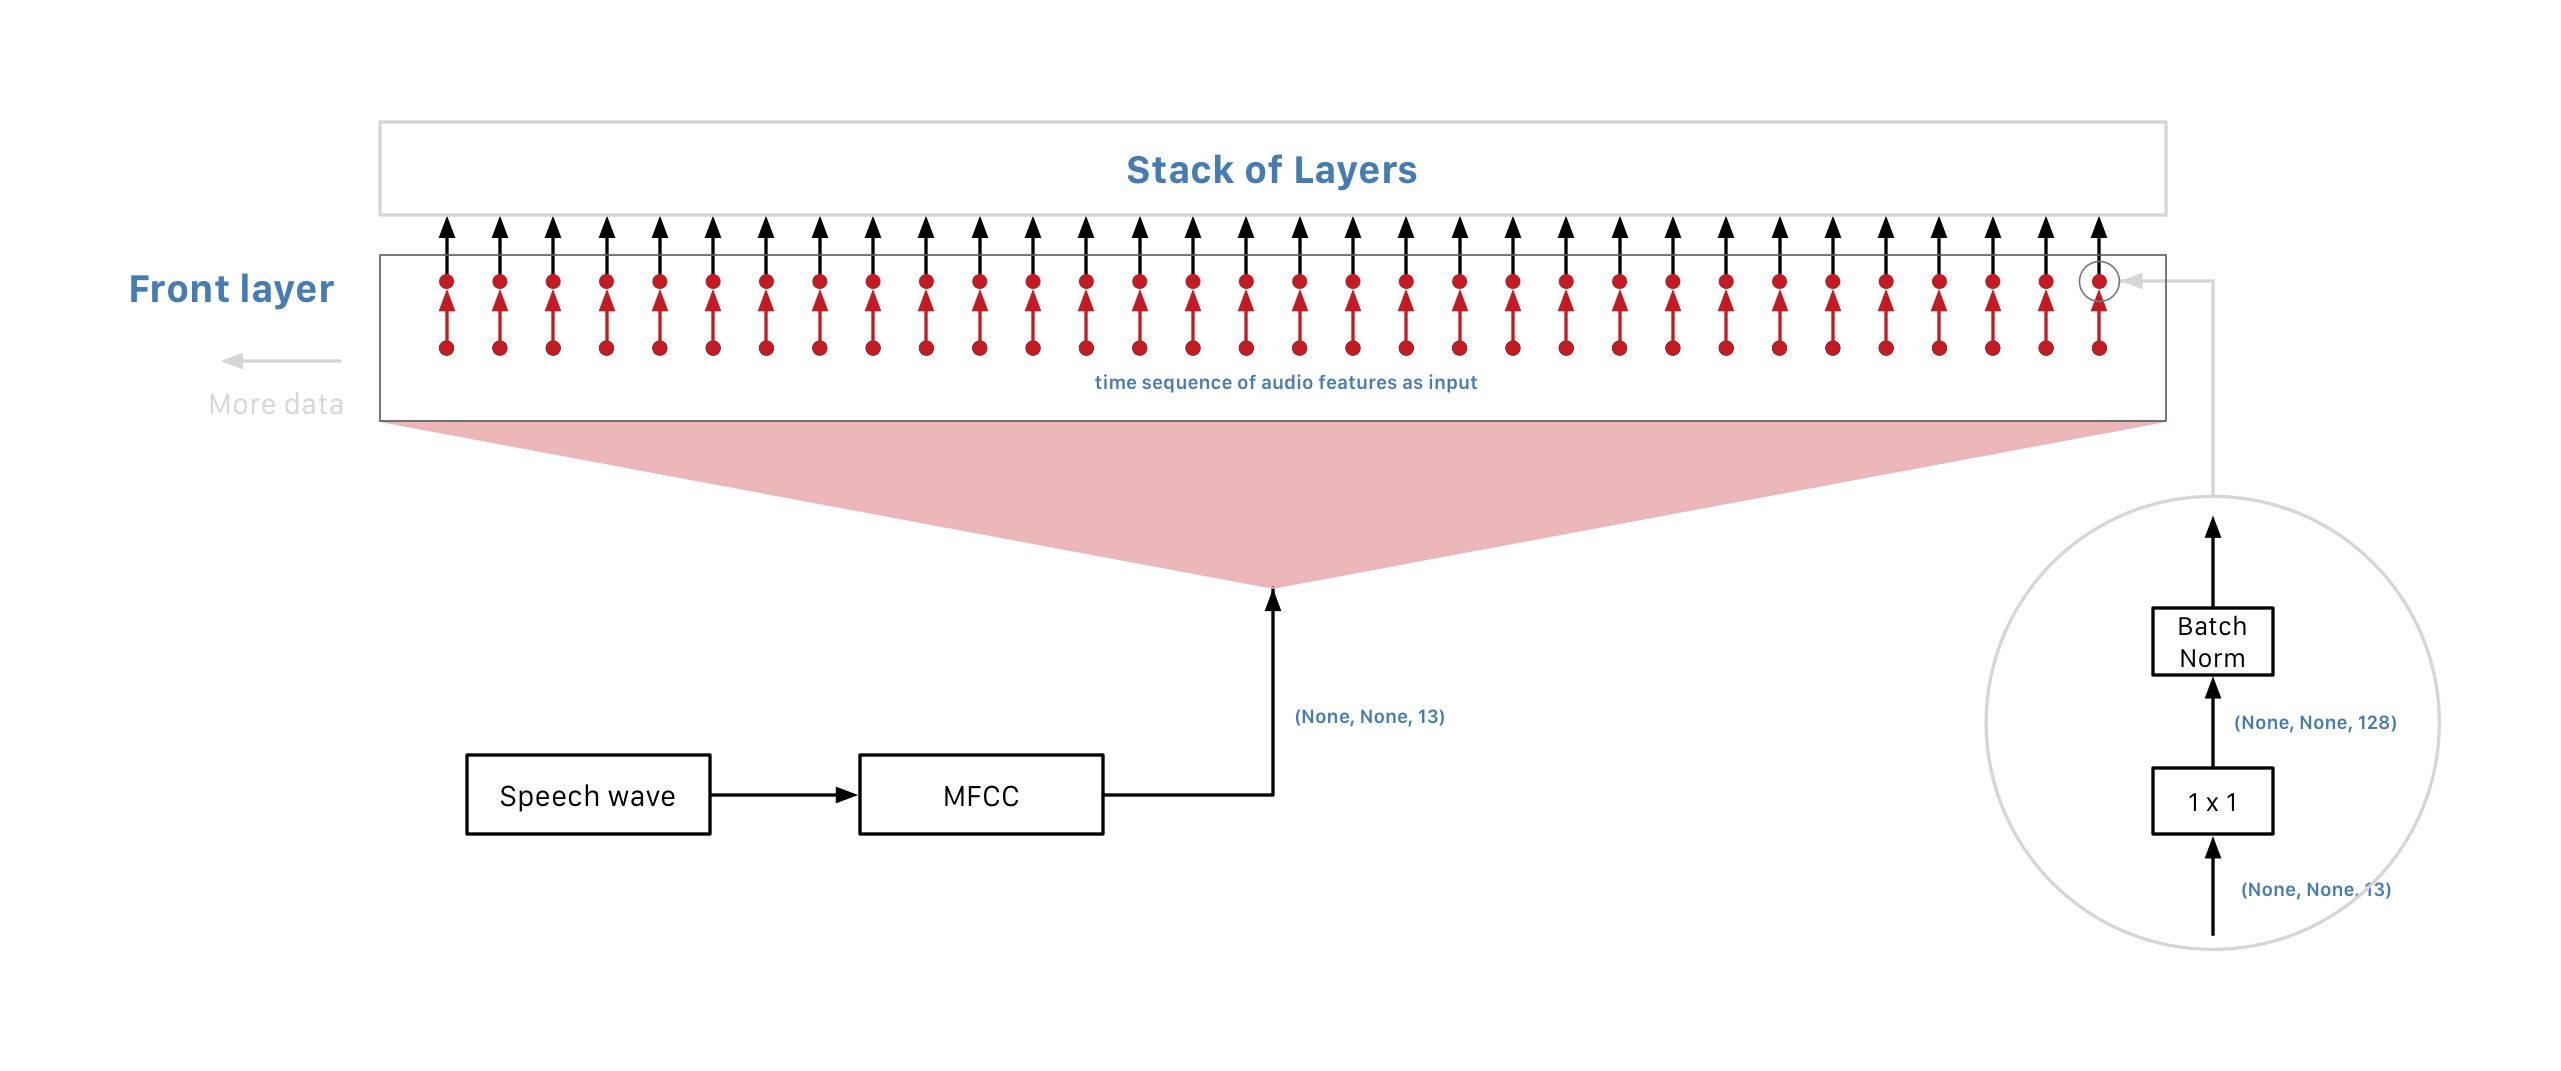 Stack of Layers
Front layer
More data
time sequence of audio features as input
(None, None, 13)
Speech wave
MFCC
Batch
Norm
(None, None, 128)
1 x 1
(None, None, 13)